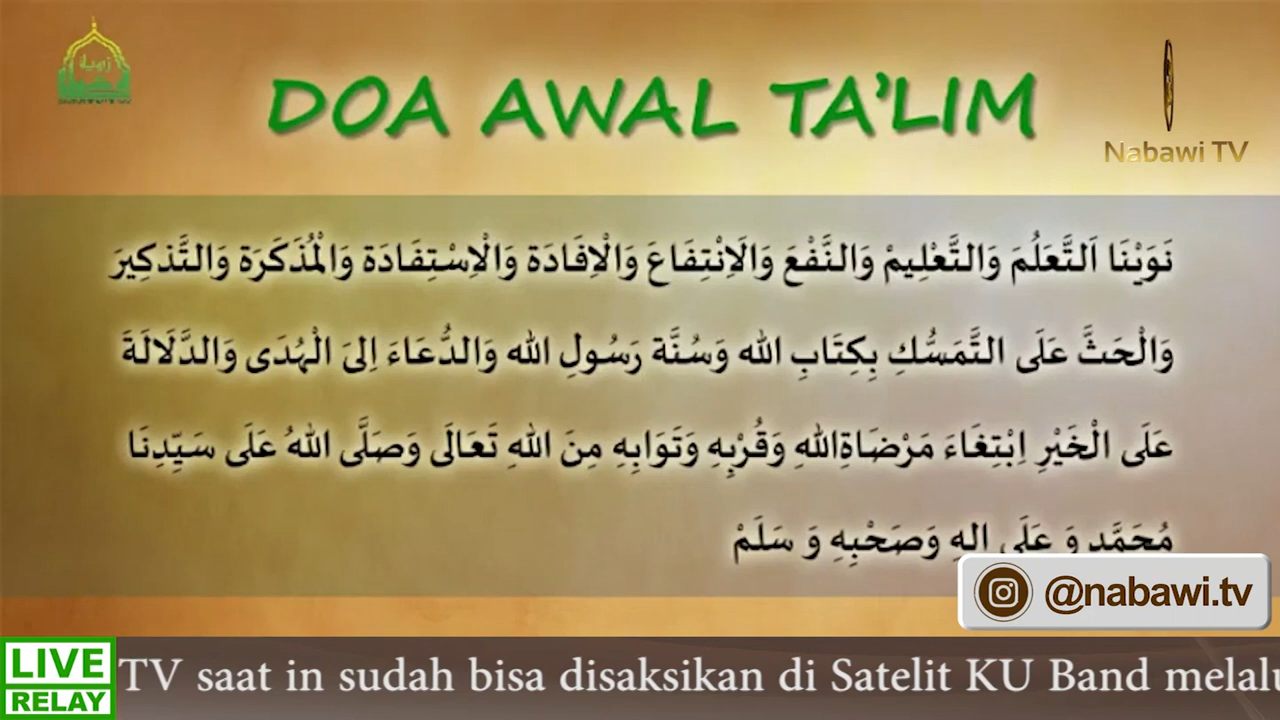 DOA AWAL TA'LIM
Nabawi TV
نَوَيْنَا اَلتَّعَلُّمَ وَالتَّعْلِيمْ وَالنَّفْعَ وَالَاِنْتِفَاعَ وَالْاِفَادَة وَالْاِسْتِفَادَة وَالْمُذَكَرَة وَالتَّذكِيرَ
وَالْحَثَّ عَلَى التَّمَسُّكِ بِكِتَابِ الله وَسُنَّة رَسُولِ الله وَالدُّعَاءَ اِلىَ الْهُدَى وَالدَّلَالَةَ
عَلَى الْخَيْرِ اِبْتِغَاءَ مَرْضَاةِاللهِ وَقُرْبِهِ وَتَوَابِهِ مِنَ اللهِ تَعَالَى وَصَلَّى اللهُ عَلَى سَيِّدِنَا
مُحَمَّدٍ وَ عَلَى الِهِ وَصَحْبِهِ وَ سَلَمْ
@nabawi.tv
LIVE
RELAY
TV saat in sudah bisa disaksikan di Satelit KU Band melalu